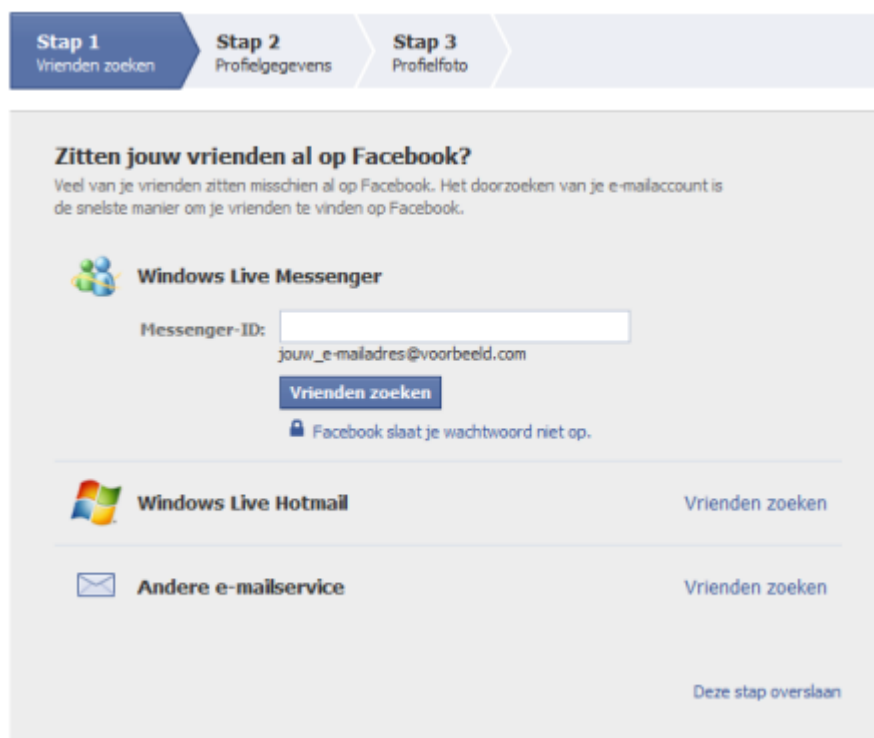 Stap 1
Vrienden zoeken
Stap 2
Profielgegevens
Stap 3
Profielfoto
Zitten jouw vrienden al op Facebook?
Veel van je vrienden zitten misschien al op Facebook. Het doorzoeken van je e-mailaccount is
de snelste manier om je vrienden te vinden op Facebook.
Windows Live Messenger
Messenger-ID:
jouw_e-mailadres@voorbeeld.com
Vrienden zoeken
Facebook slaat je wachtwoord niet op.
Windows Live Hotmail
Vrienden zoeken
Andere e-mailservice
Vrienden zoeken
Deze stap overslaan